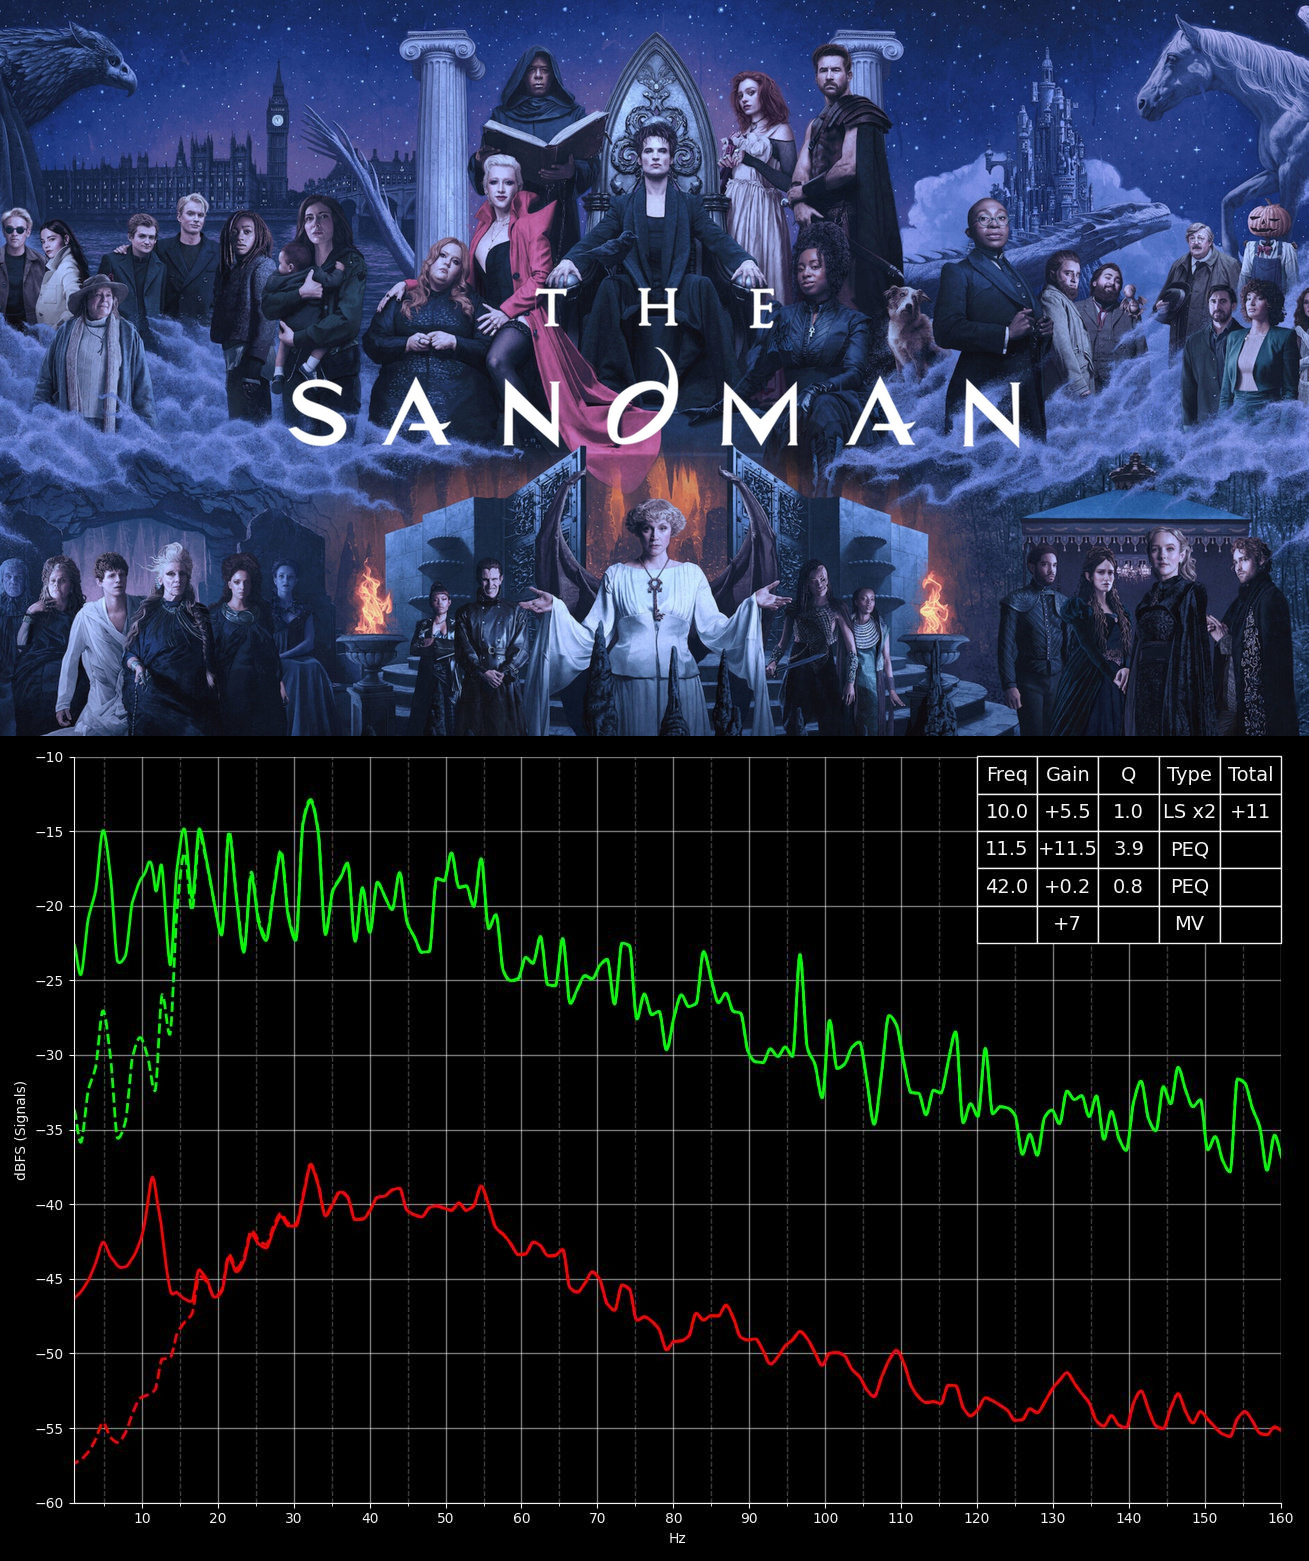 THE
SANDMAN
Freq Gain Q Type Total
10.0 +5.5 1.0 LS x2 +11
11.5 +11.5 3.9 PEQ
42.0 +0.2 0.8 PEQ
+7 MV
−10
−15
−20
−25
−30
−35
−40
−45
−50
−55
−60
dBFS (Signals)
10 20 30 40 50 60 70 80 90 100 110 120 130 140 150 160
Hz